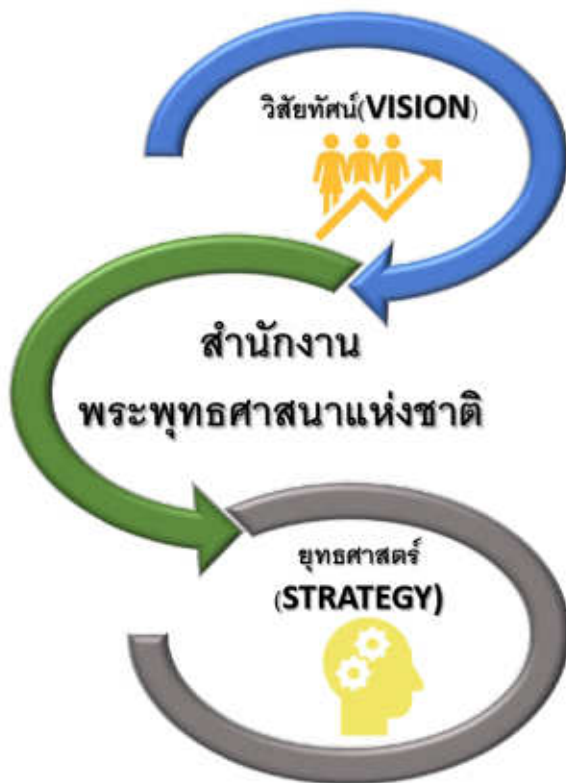 วิสัยทัศน์(VISION)
สำนักงาน
พระพุทธศาสนาแห่งชาติ
ยุทธศาสตร์
(STRATEGY)